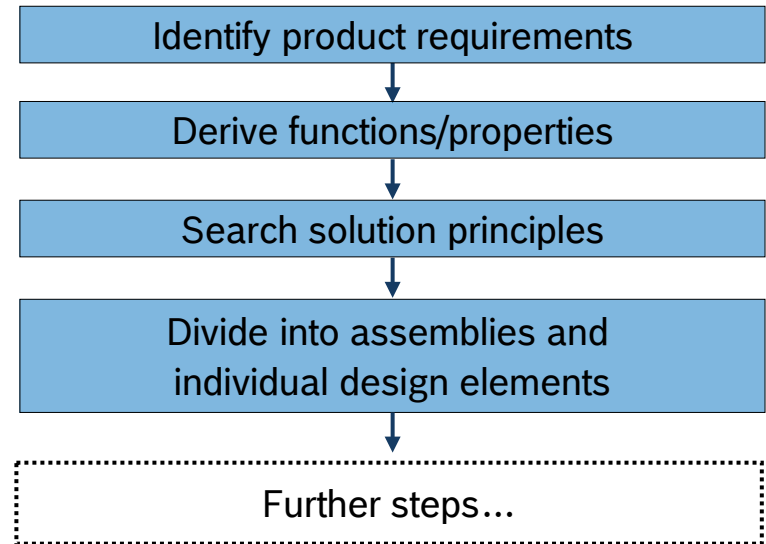 Identify product requirements
Derive functions/properties
Search solution principles
Divide into assemblies and
individual design elements
Further steps...